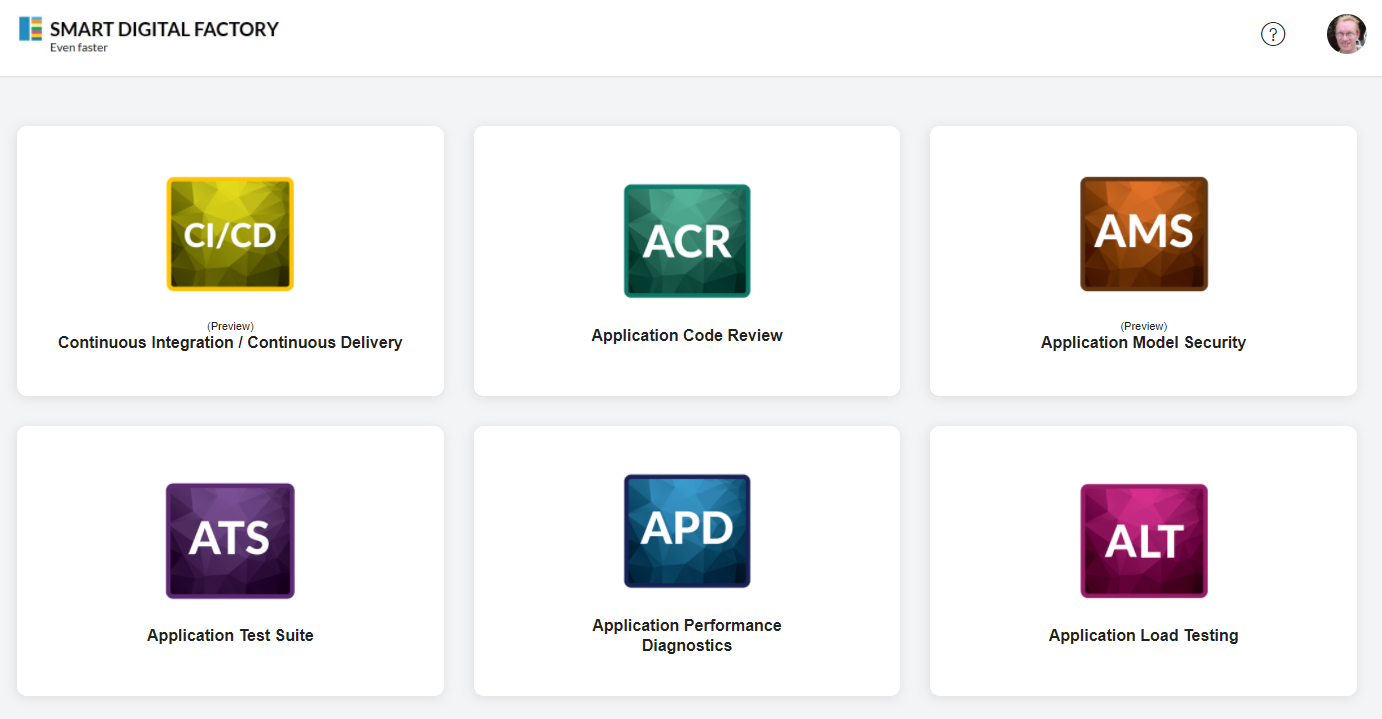 SMART DIGITAL FACTORY
Even faster
?
CI/CD
(Preview)
Continuous Integration / Continuous Delivery
ACR
Application Code Review
AMS
(Preview)
Application Model Security
ATS
Application Test Suite
APD
Application Performance
Diagnostics
ALT
Application Load Testing